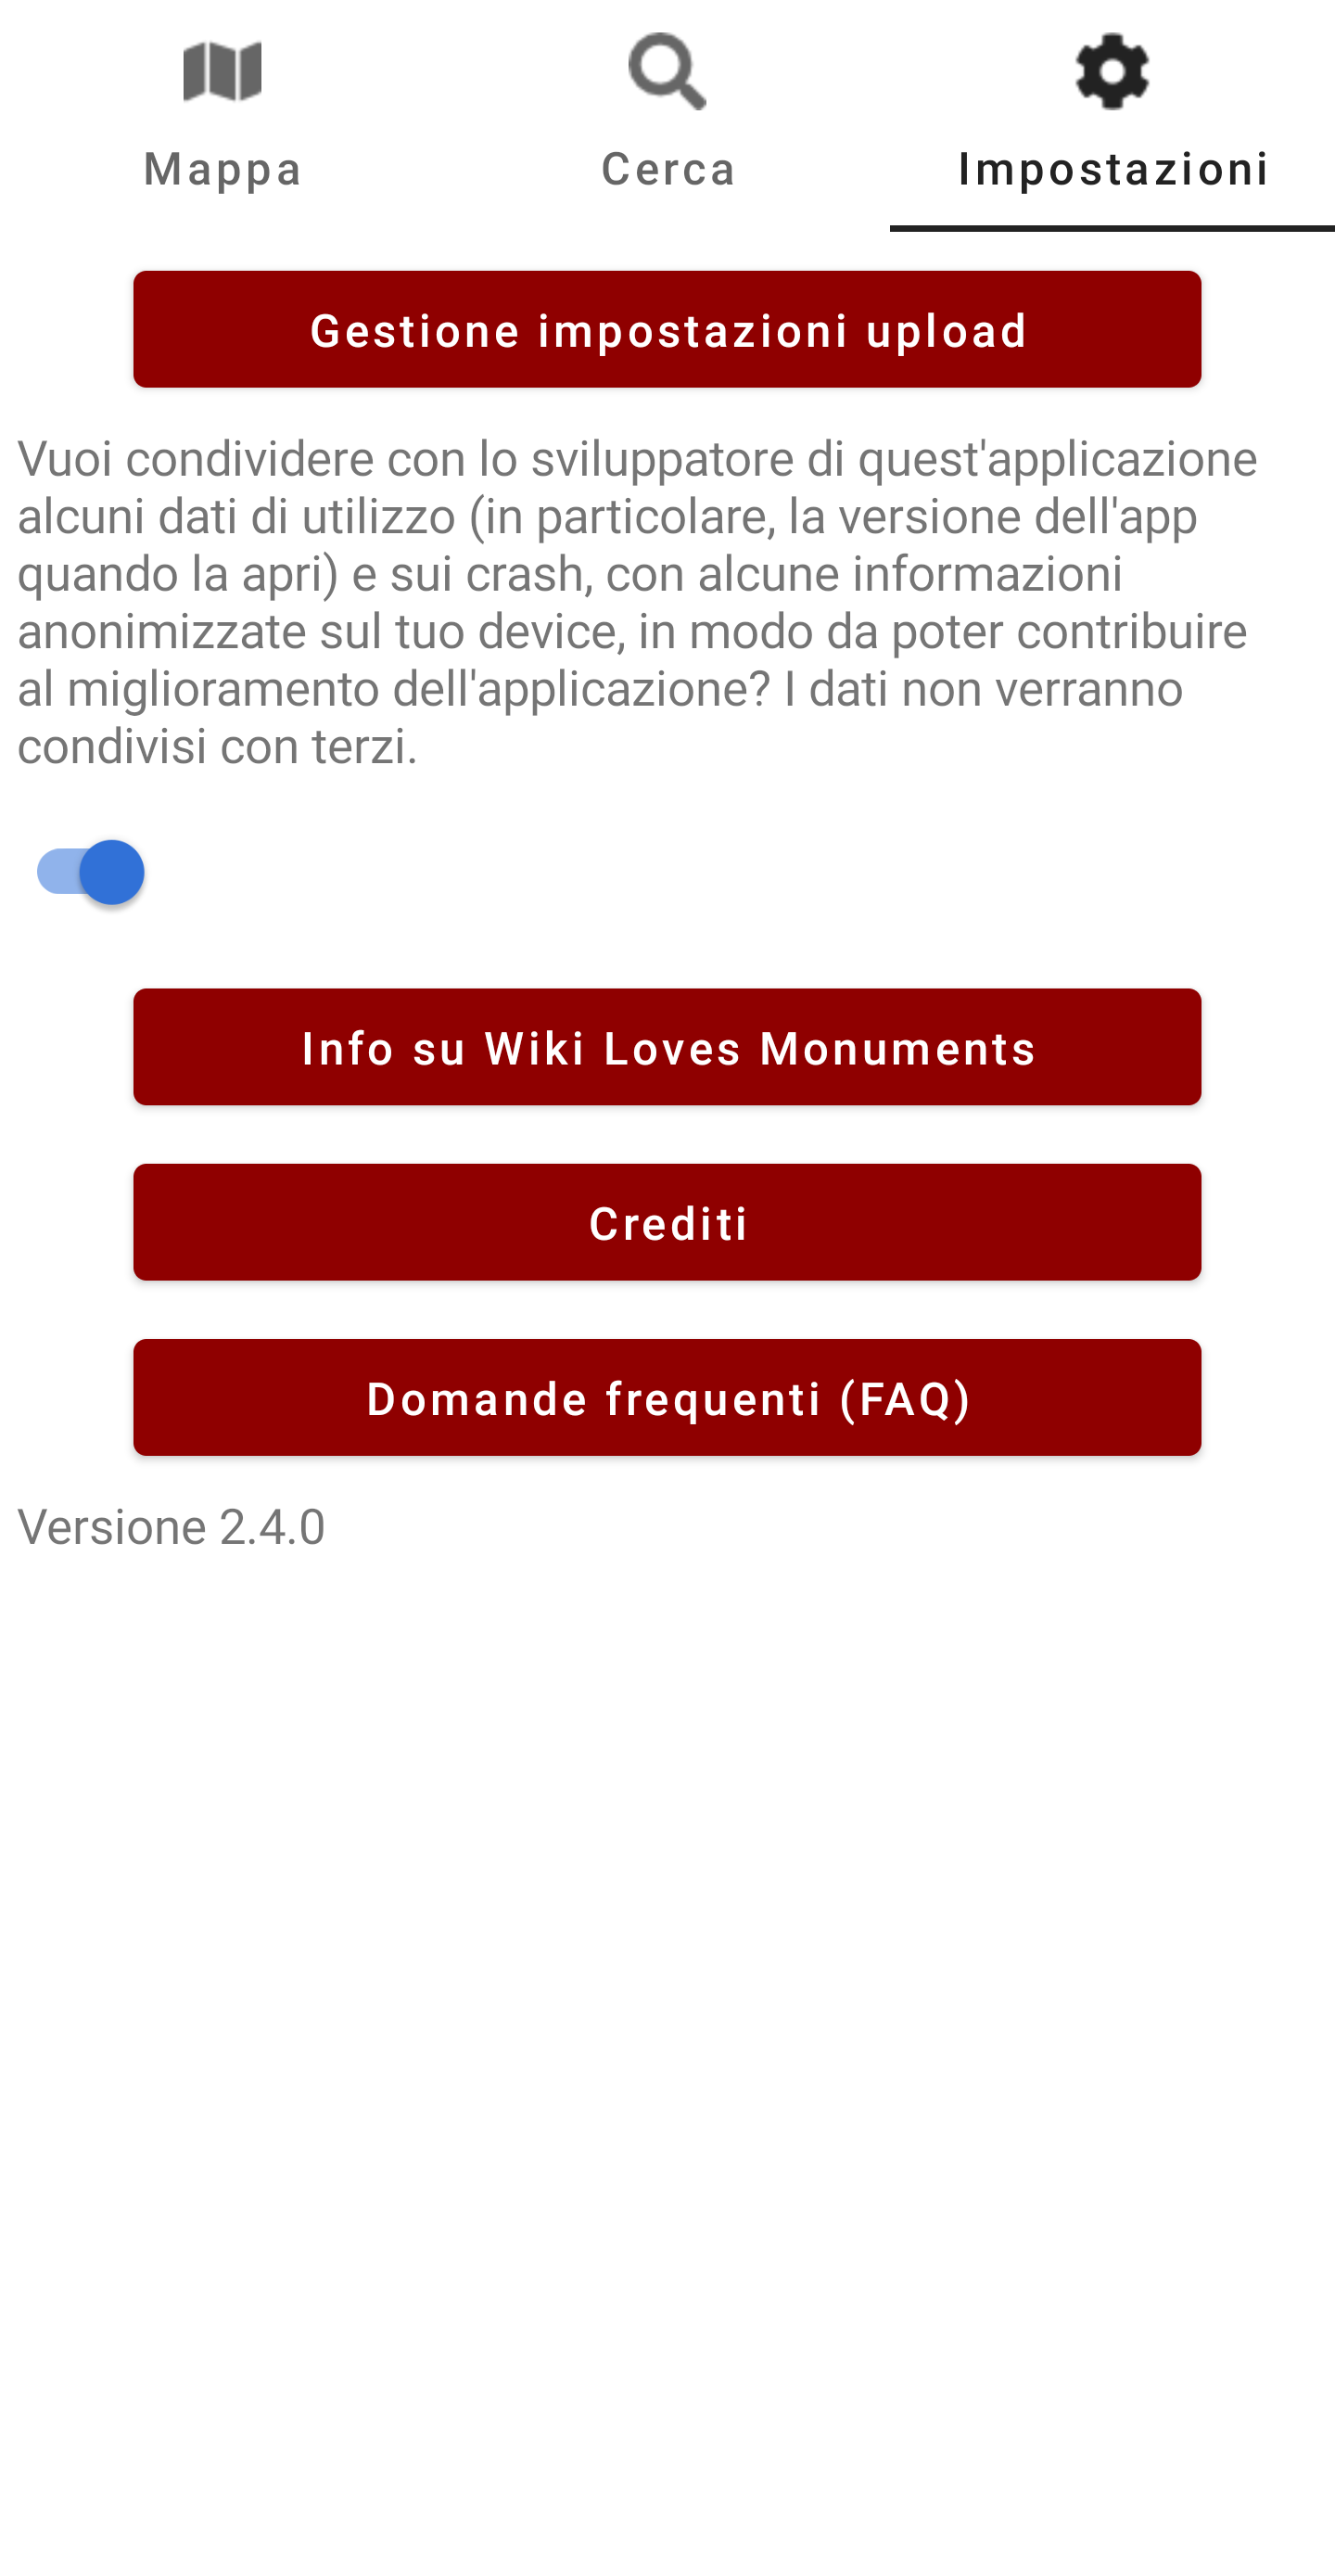 Mappa
Cerca
Impostazioni
Gestione impostazioni upload
Vuoi condividere con lo sviluppatore di quest'applicazione
alcuni dati di utilizzo (in particolare, la versione dell'app
quando la apri) e sui crash, con alcune informazioni
anonimizzate sul tuo device, in modo da poter contribuire
al miglioramento dell'applicazione? I dati non verranno
condivisi con terzi.
Info su Wiki Loves Monuments
Crediti
Domande frequenti (FAQ)
Versione 2.4.0